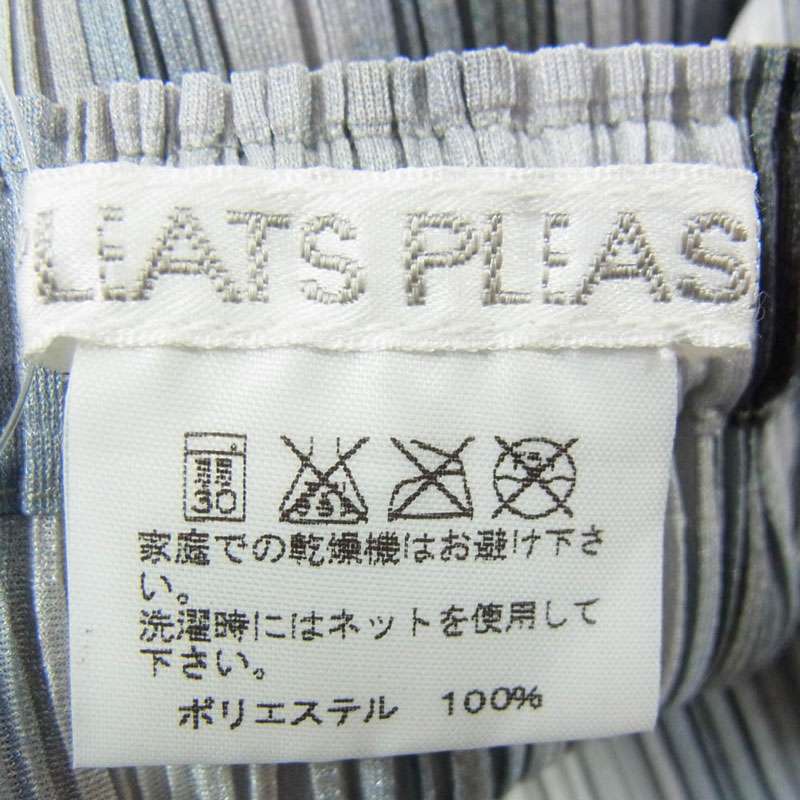 PLEATS PLEAS
30
家庭での乾燥機はお避け下さ
い。
洗濯時にはネットを使用して
下さい。
ポリエステル 100%